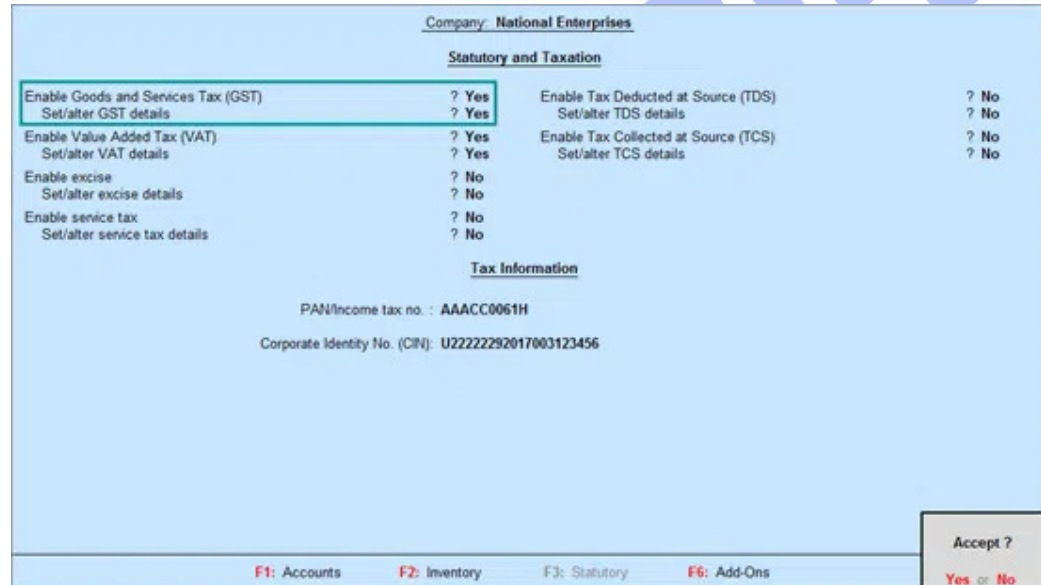 Company: National Enterprises
Statutory and Taxation
Enable Goods and Services Tax (GST) ? Yes
Set/alter GST details ? Yes
Enable Value Added Tax (VAT) ? Yes
Set/alter VAT details ? Yes
Enable excise ? No
Set/alter excise details ? No
Enable service tax ? No
Set/alter service tax details ? No
Enable Tax Deducted at Source (TDS) ? No
Set/alter TDS details ? No
Enable Tax Collected at Source (TCS) ? No
Set/alter TCS details ? No
Tax Information
PAN/Income tax no. : AAACC0061H
Corporate Identity No. (CIN): U22222292017003123456
Accept ?
Yes or No
F1: Accounts F2: Inventory F3: Statutory F6: Add-Ons